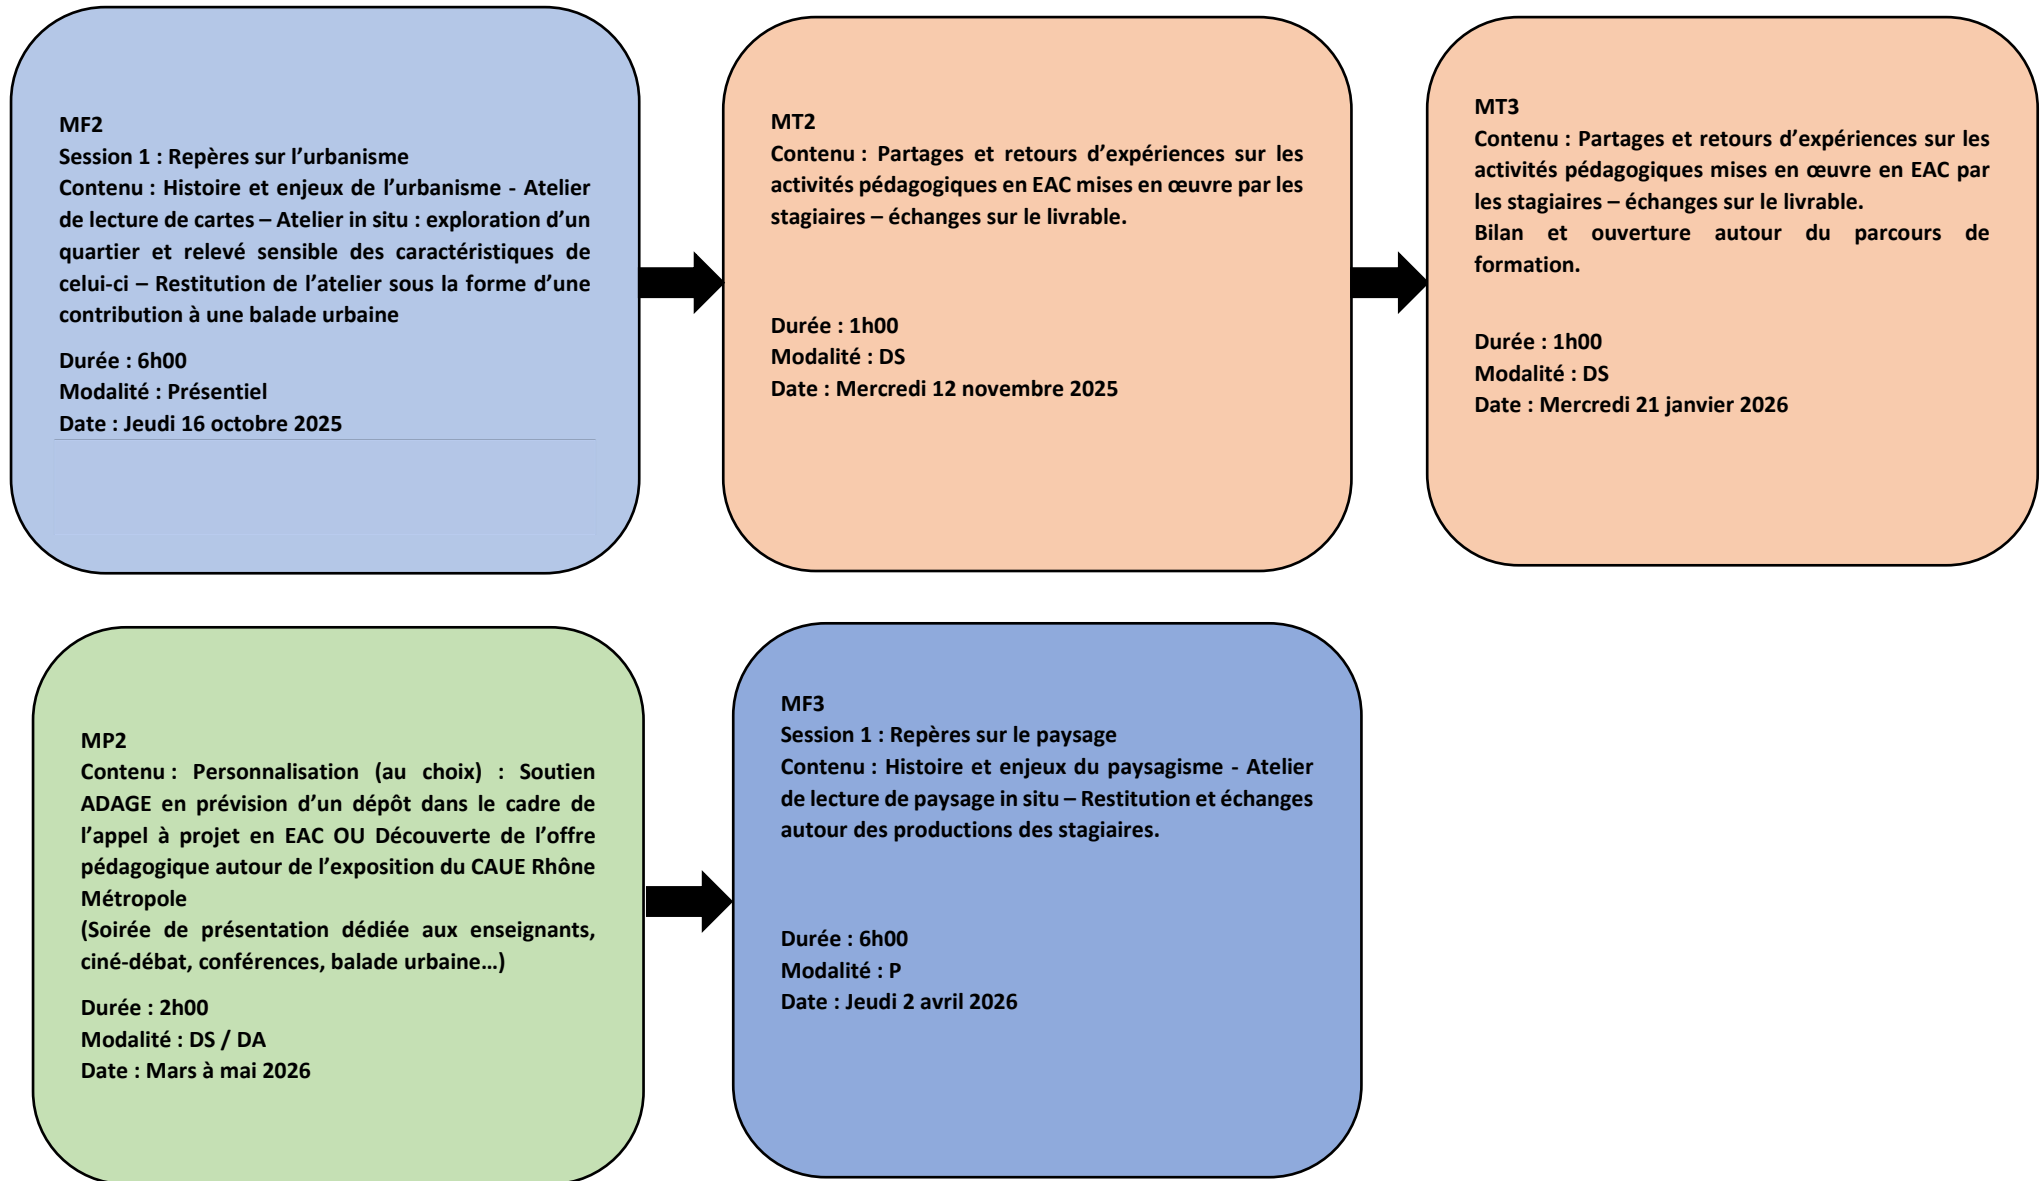 MF2
Session 1 : Repères sur l’urbanisme
Contenu : Histoire et enjeux de l’urbanisme - Atelier
de lecture de cartes – Atelier in situ : exploration d’un
quartier et relevé sensible des caractéristiques de
celui-ci – Restitution de l’atelier sous la forme d’une
contribution à une balade urbaine
Durée : 6h00
Modalité : Présentiel
Date : Jeudi 16 octobre 2025
MT2
Contenu : Partages et retours d’expériences sur les
activités pédagogiques en EAC mises en œuvre par les
stagiaires – échanges sur le livrable.
Durée : 1h00
Modalité : DS
Date : Mercredi 12 novembre 2025
MT3
Contenu : Partages et retours d’expériences sur les
activités pédagogiques mises en œuvre en EAC par
les stagiaires – échanges sur le livrable.
Bilan et ouverture autour du parcours de
formation.
Durée : 1h00
Modalité : DS
Date : Mercredi 21 janvier 2026
MP2
Contenu : Personnalisation (au choix) : Soutien
ADAGE en prévision d’un dépôt dans le cadre de
l’appel à projet en EAC OU Découverte de l’offre
pédagogique autour de l’exposition du CAUE Rhône
Métropole
(Soirée de présentation dédiée aux enseignants,
ciné-débat, conférences, balade urbaine…)
Durée : 2h00
Modalité : DS / DA
Date : Mars à mai 2026
MF3
Session 1 : Repères sur le paysage
Contenu : Histoire et enjeux du paysagisme - Atelier
de lecture de paysage in situ – Restitution et échanges
autour des productions des stagiaires.
Durée : 6h00
Modalité : P
Date : Jeudi 2 avril 2026